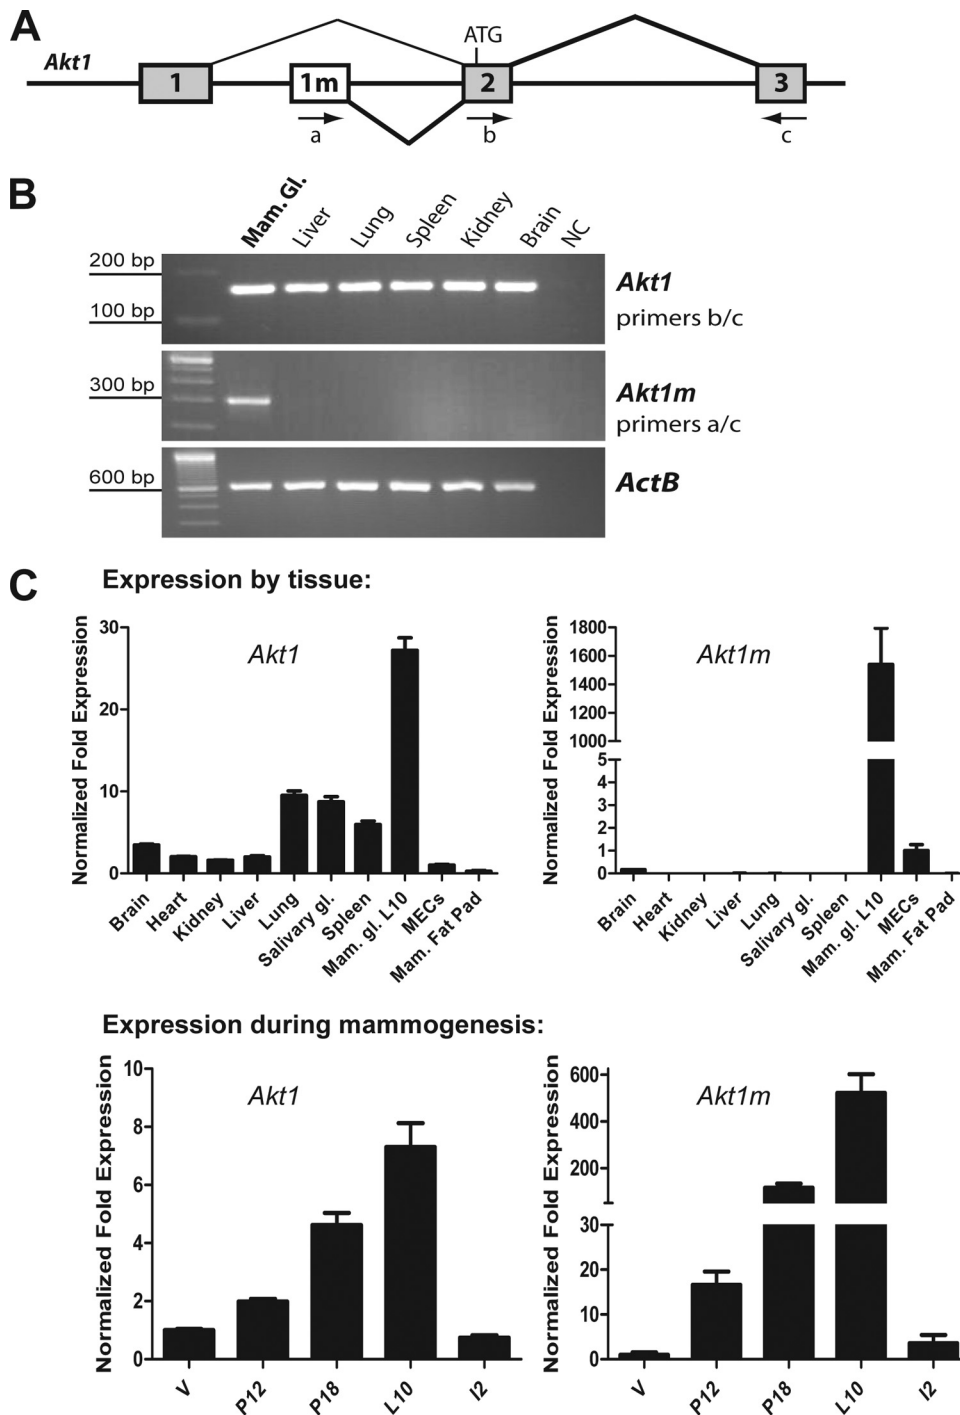 A
Akt1
ATG
1
1m
2
3
a
b
c
B
Mam. Gl.
Liver
Lung
Spleen
Kidney
Brain
NC
200 bp
100 bp
Akt1
primers b/c
300 bp
Akt1m
primers a/c
600 bp
ActB
C
Expression by tissue:
Normalized Fold Expression
30
20
10
0
Akt1
Brain
Heart
Kidney
Liver
Lung
Salivary gl.
Spleen
Mam. gl. L10
MECs
Mam. Fat Pad
Normalized Fold Expression
1800
1600
1400
1200
1000
5
4
3
2
1
0
Akt1m
Brain
Heart
Kidney
Liver
Lung
Salivary gl.
Spleen
Mam. gl. L10
MECs
Mam. Fat Pad
Expression during mammogenesis:
Normalized Fold Expression
10
8
6
4
2
0
Akt1
V
P12
P18
L10
I2
Normalized Fold Expression
600
400
200
30
20
10
0
Akt1m
V
P12
P18
L10
I2